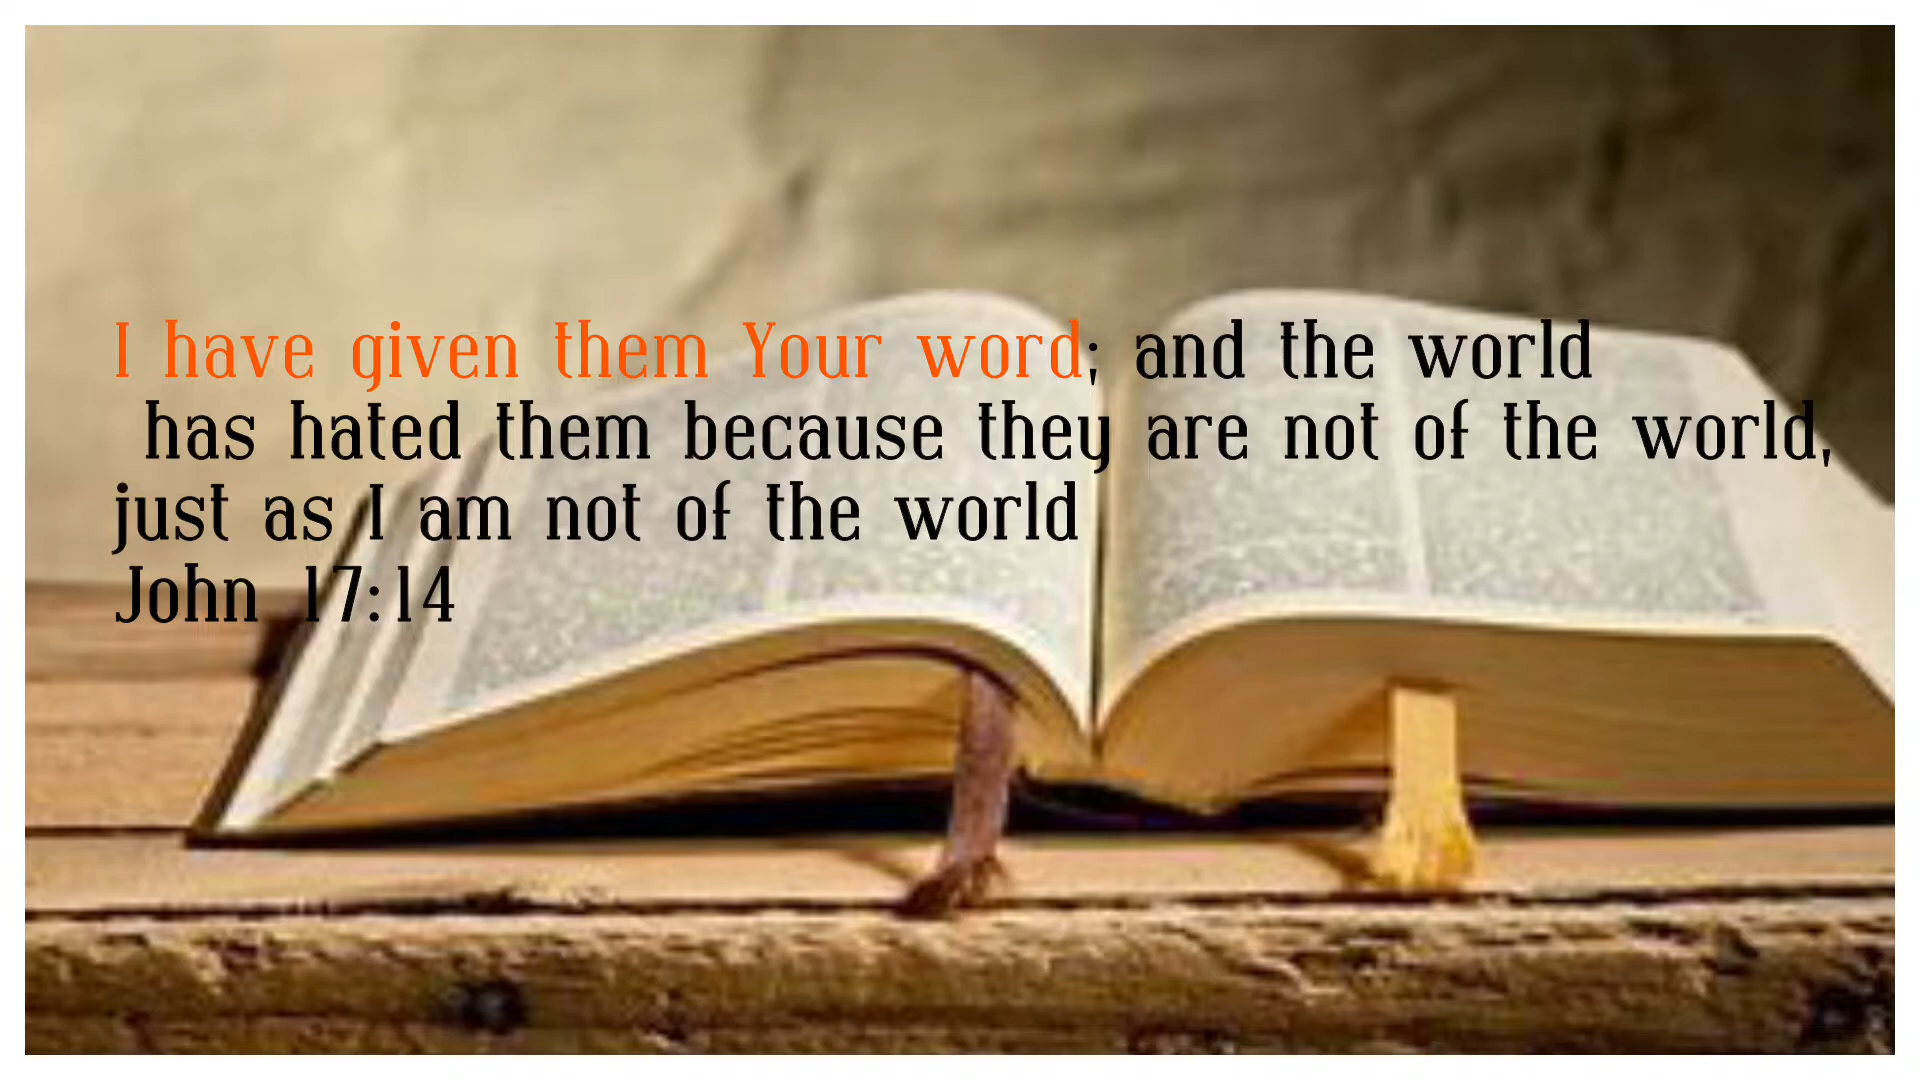 I have given them Your word; and the world
has hated them because they are not of the world,
just as I am not of the world
John 17:14